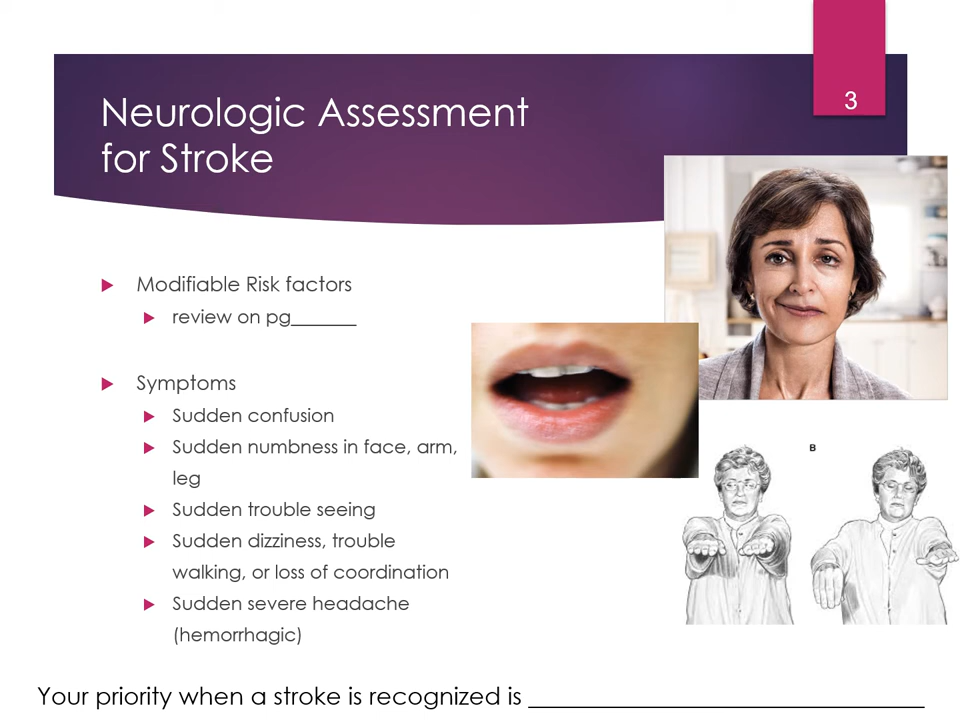 3
Neurologic Assessment
for Stroke
Modifiable Risk factors
review on pg______
Symptoms
Sudden confusion
Sudden numbness in face, arm,
leg
Sudden trouble seeing
Sudden dizziness, trouble
walking, or loss of coordination
Sudden severe headache
(hemorrhagic)
B
Your priority when a stroke is recognized is ______________________________